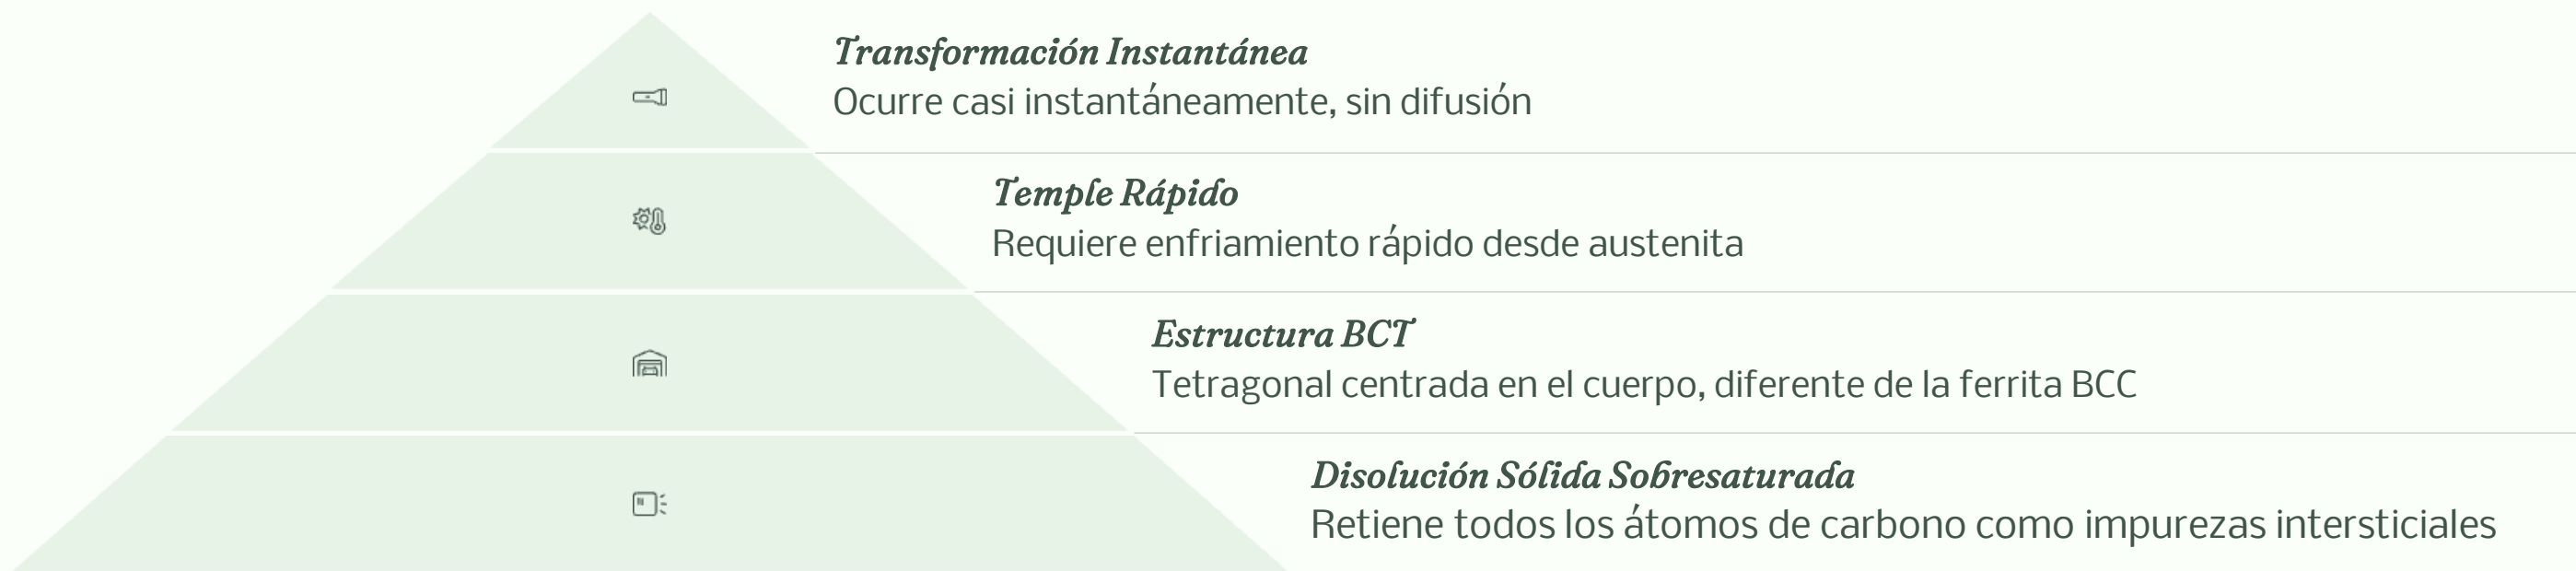 Transformación Instantánea
Ocurre casi instantáneamente, sin difusión
Temple Rápido
Requiere enfriamiento rápido desde austenita
Estructura BCT
Tetragonal centrada en el cuerpo, diferente de la ferrita BCC
Disolución Sólida Sobresaturada
Retiene todos los átomos de carbono como impurezas intersticiales